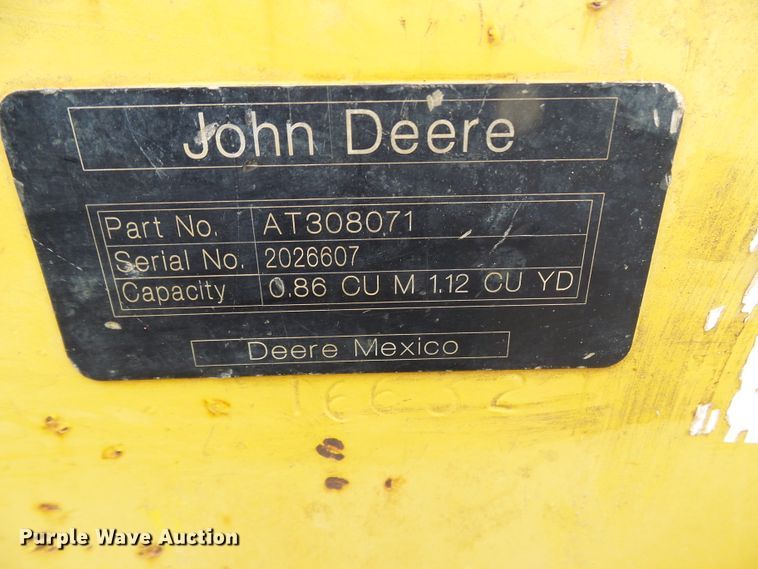 John Deere
Part No. AT308071
Serial No. 2026607
Capacity 0.86 CU M 1.12 CU YD
Deere Mexico
Purple Wave Auction